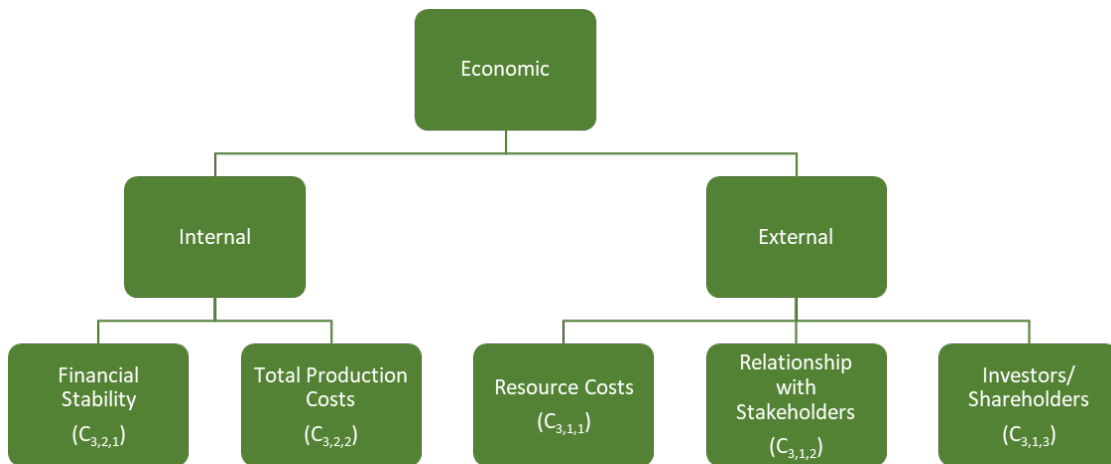 Economic
Internal
External
Financial
Stability
(C3,2,1)
Total Production
Costs
(C3,2,2)
Resource Costs
(C3,1,1)
Relationship
with
Stakeholders
(C3,1,2)
Investors/
Shareholders
(C3,1,3)